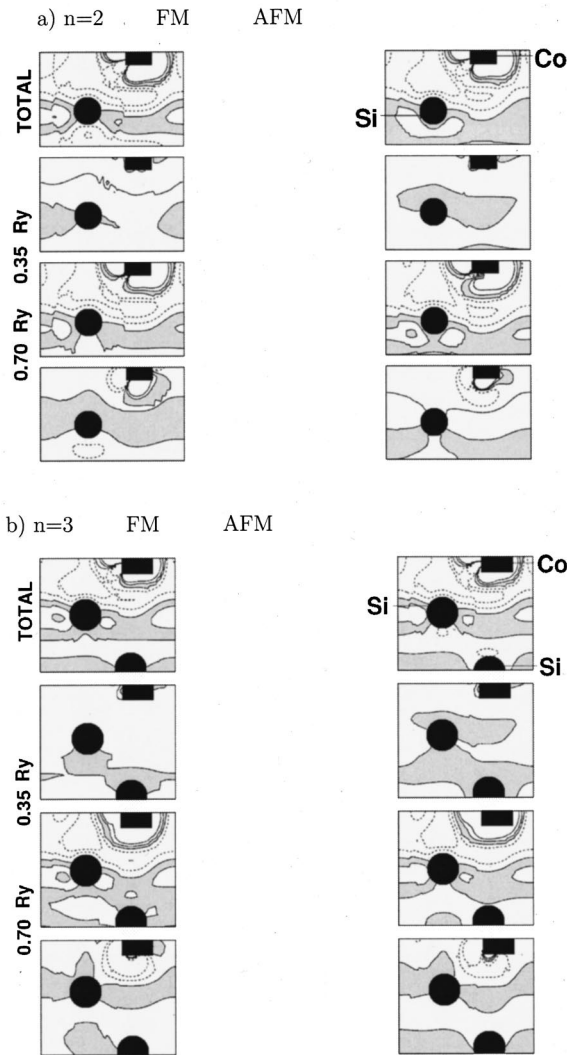 a) n=2 FM AFM
TOTAL
Co
Si
0.35 Ry
0.70 Ry
b) n=3 FM AFM
TOTAL
Co
Si
Si
0.35 Ry
0.70 Ry